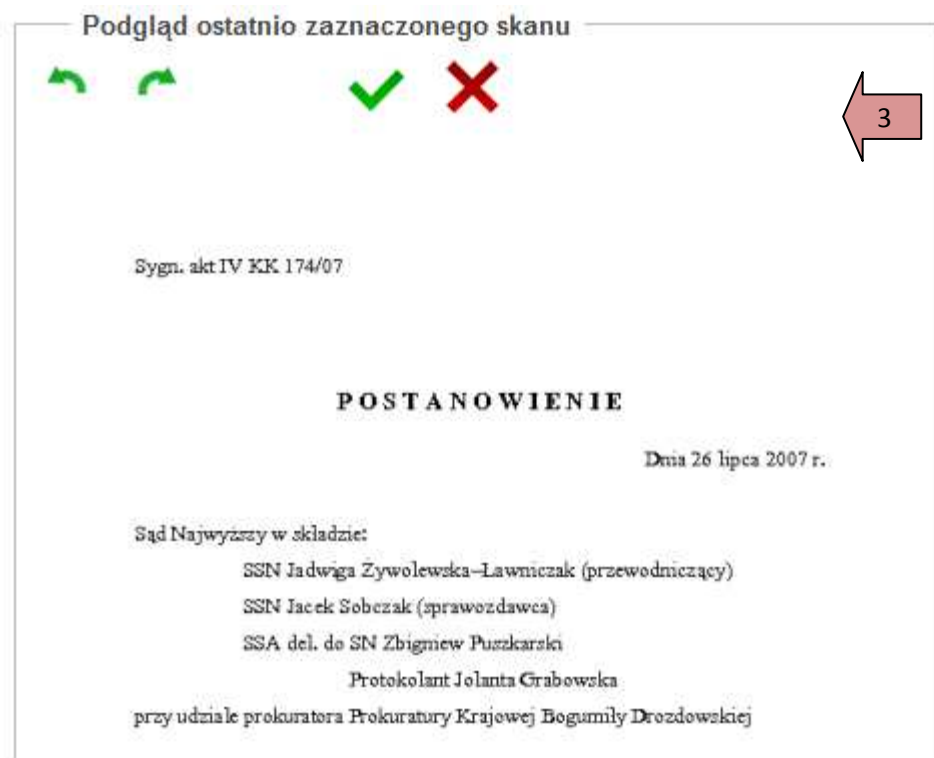 Podgląd ostatnio zaznaczonego skanu
3
Sygn. akt IV KK 174/07
POSTANOWIENIE
Dnia 26 lipca 2007 r.
Sąd Najwyższy w składzie:
SSN Jadwiga Żywolewska–Ławniczak (przewodniczący)
SSN Jacek Sobczak (sprawozdawca)
SSA del. do SN Zbigniew Puszkarski
Protokolant Jolanta Grabowska
przy udziale prokuratora Prokuratury Krajowej Bogumiły Drozdowskiej